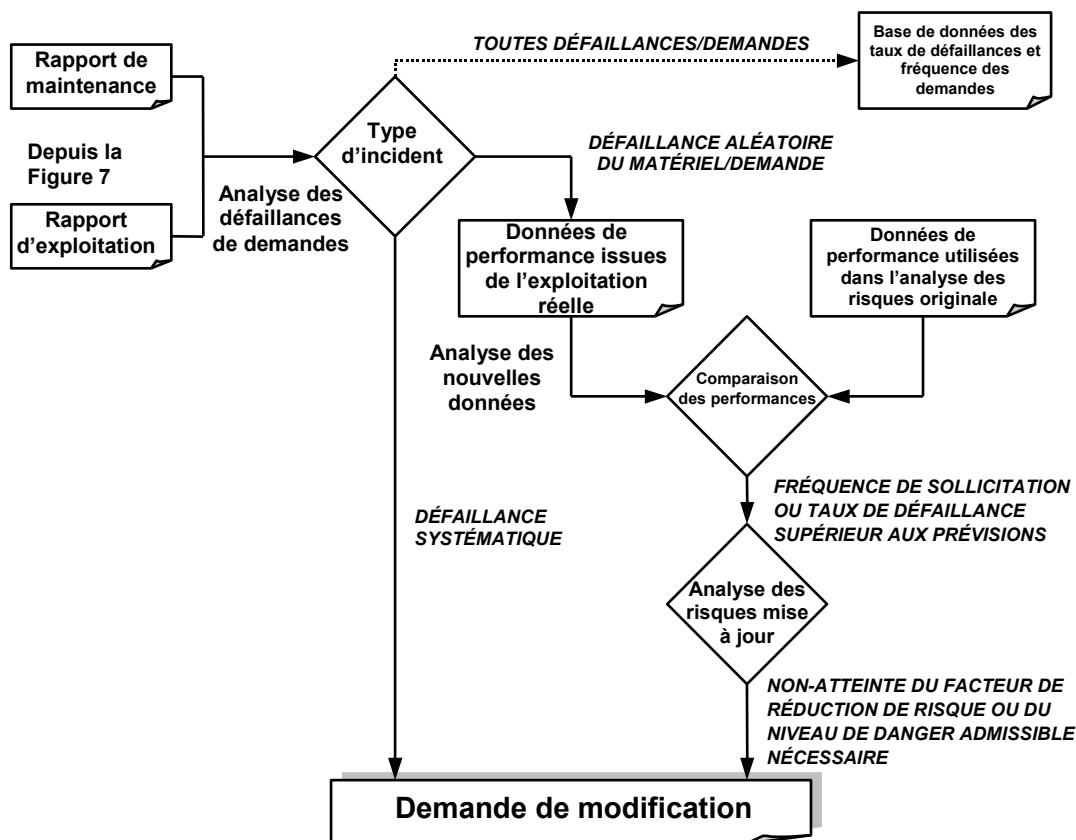 TOUTES DÉFAILLANCES/DEMANDES
Base de données des
taux de défaillances et
fréquence des
demandes
Rapport de
maintenance
Depuis la
Figure 7
Rapport
d'exploitation
Analyse des
défaillances
de demandes
Type
d'incident
DÉFAILLANCE ALÉATOIRE
DU MATÉRIEL/DEMANDE
Données de
performance issues
de l'exploitation
réelle
Données de
performance utilisées
dans l'analyse des
risques originale
Analyse des
nouvelles
données
Comparaison
des performances
DÉFAILLANCE
SYSTÉMATIQUE
FRÉQUENCE DE SOLLICITATION
OU TAUX DE DÉFAILLANCE
SUPÉRIEUR AUX PRÉVISIONS
Analyse des
risques mise
à jour
NON-ATTEINTE DU FACTEUR DE
RÉDUCTION DE RISQUE OU DU
NIVEAU DE DANGER ADMISSIBLE
NÉCESSAIRE
Demande de modification